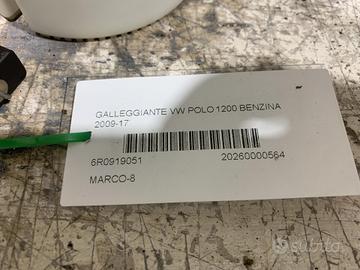 GALLEGGIANTE VW POLO 1200 BENZINA
2009-17
6R0919051 20260000564
MARCO-8
subito